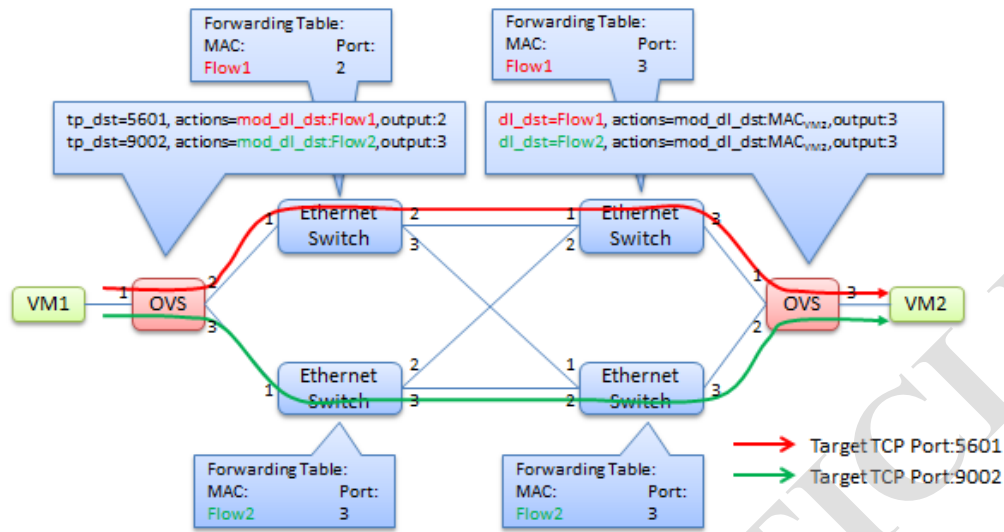 Forwarding Table:
MAC: Port:
Flow1 2
Forwarding Table:
MAC: Port:
Flow1 3
tp_dst=5601, actions=mod_dl_dst:Flow1,output:2
tp_dst=9002, actions=mod_dl_dst:Flow2,output:3
dl_dst=Flow1, actions=mod_dl_dst:MACVM2,output:3
dl_dst=Flow2, actions=mod_dl_dst:MACVM2,output:3
1 Ethernet Switch 2 3
1 2 Ethernet Switch 3
VM1
1 OVS 2 3
1 2 OVS 3
VM2
1 Ethernet Switch 2 3
1 2 Ethernet Switch 3
Forwarding Table:
MAC: Port:
Flow2 3
Forwarding Table:
MAC: Port:
Flow2 3
Target TCP Port:5601
Target TCP Port:9002